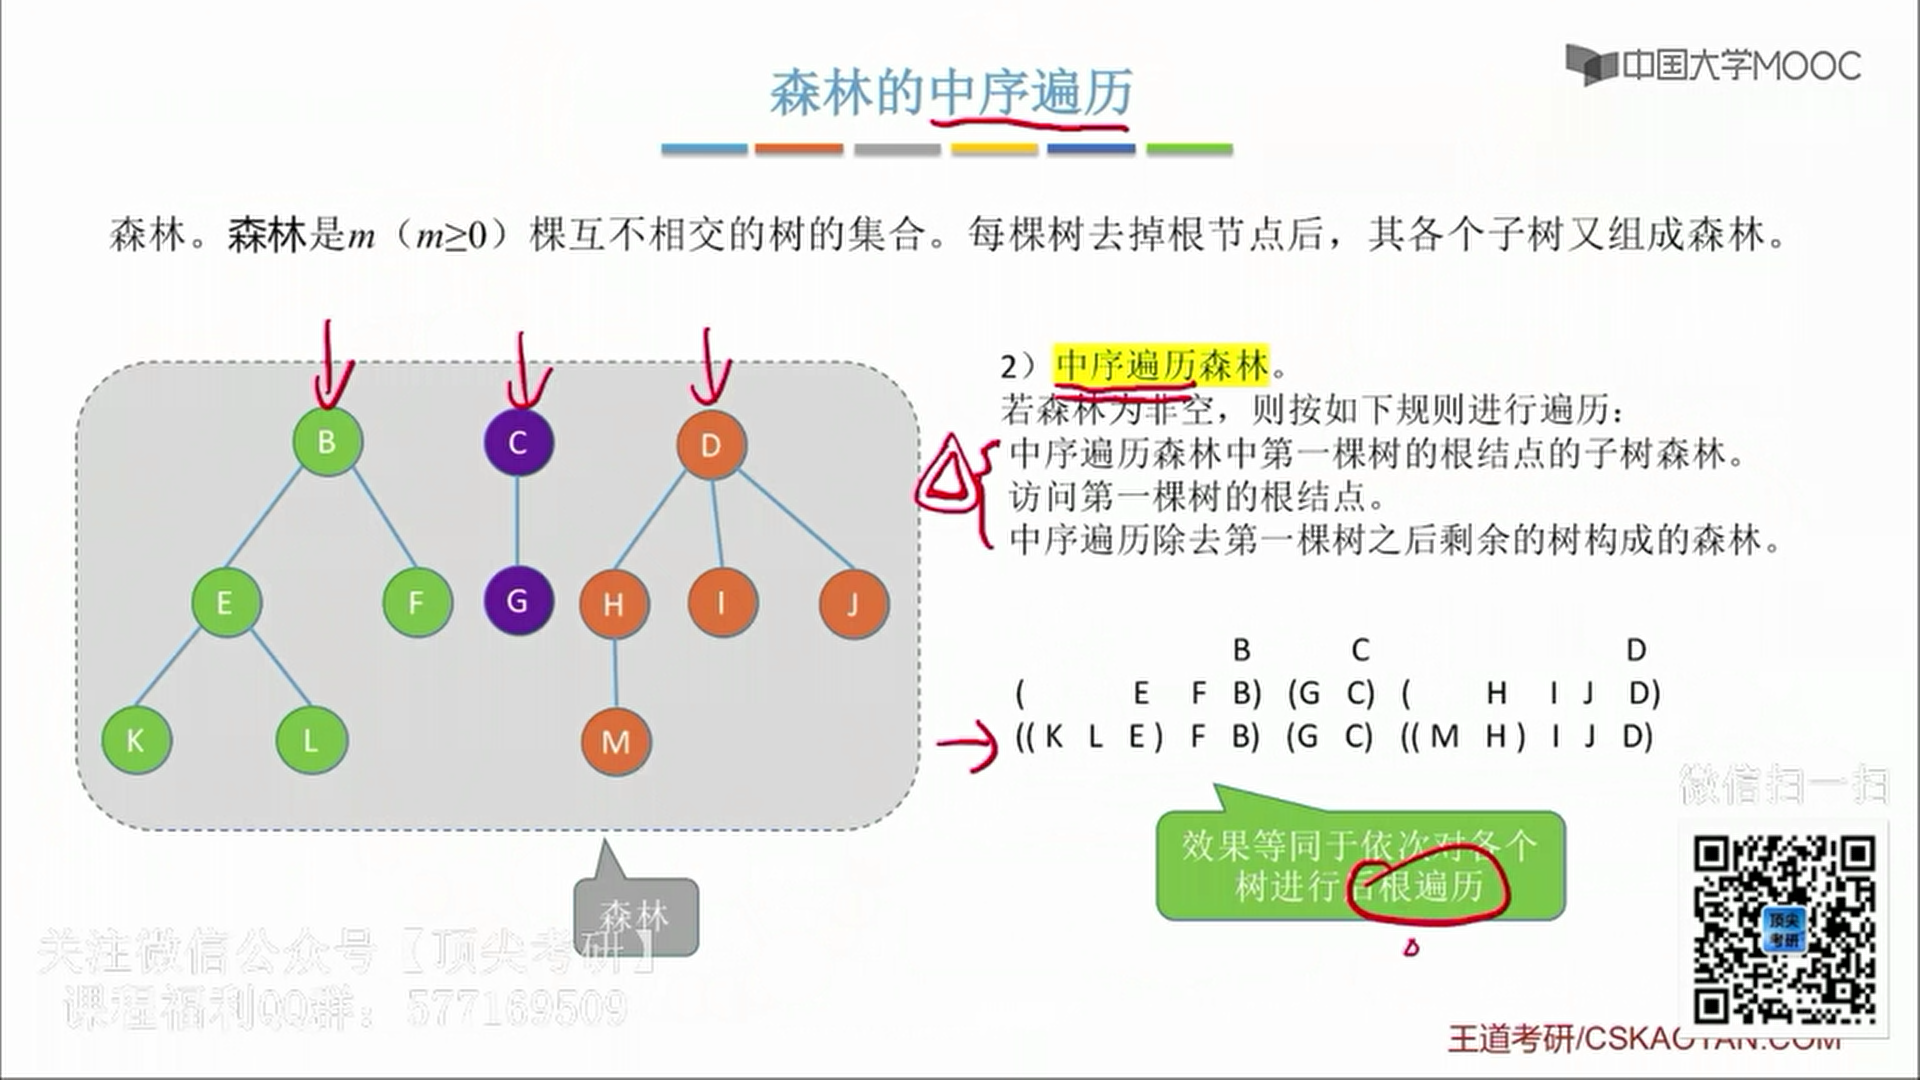 中国大学MOOC
森林的中序遍历
森林。森林是m（m≥0）棵互不相交的树的集合。每棵树去掉根节点后，其各个子树又组成森林。
2）中序遍历森林。
若森林为非空，则按如下规则进行遍历：
中序遍历森林中第一棵树的根结点的子树森林。
访问第一棵树的根结点。
中序遍历除去第一棵树之后剩余的树构成的森林。
B C D
E F G H I J
K L M
B C D
( E F B) (G C) ( H I J D)
((K L E) F B) (G C) ((M H) I J D)
效果等同于依次对各个
树进行后根遍历
森林
微信扫一扫
顶尖
考研
关注微信公众号【顶尖考研】
课程福利QQ群：577169509
王道考研/CSKAOYAN.COM